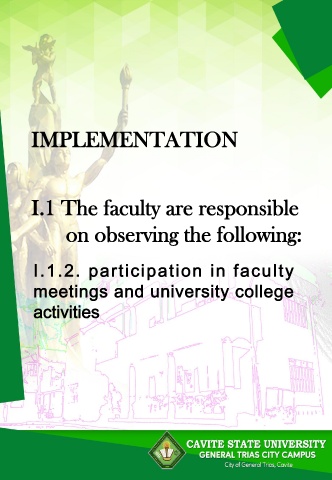 IMPLEMENTATION
I.1 The faculty are responsible
on observing the following:
I.1.2. participation in faculty
meetings and university college
activities
CAVITE STATE UNIVERSITY
GENERAL TRIAS CITY CAMPUS
City of General Trias, Cavite